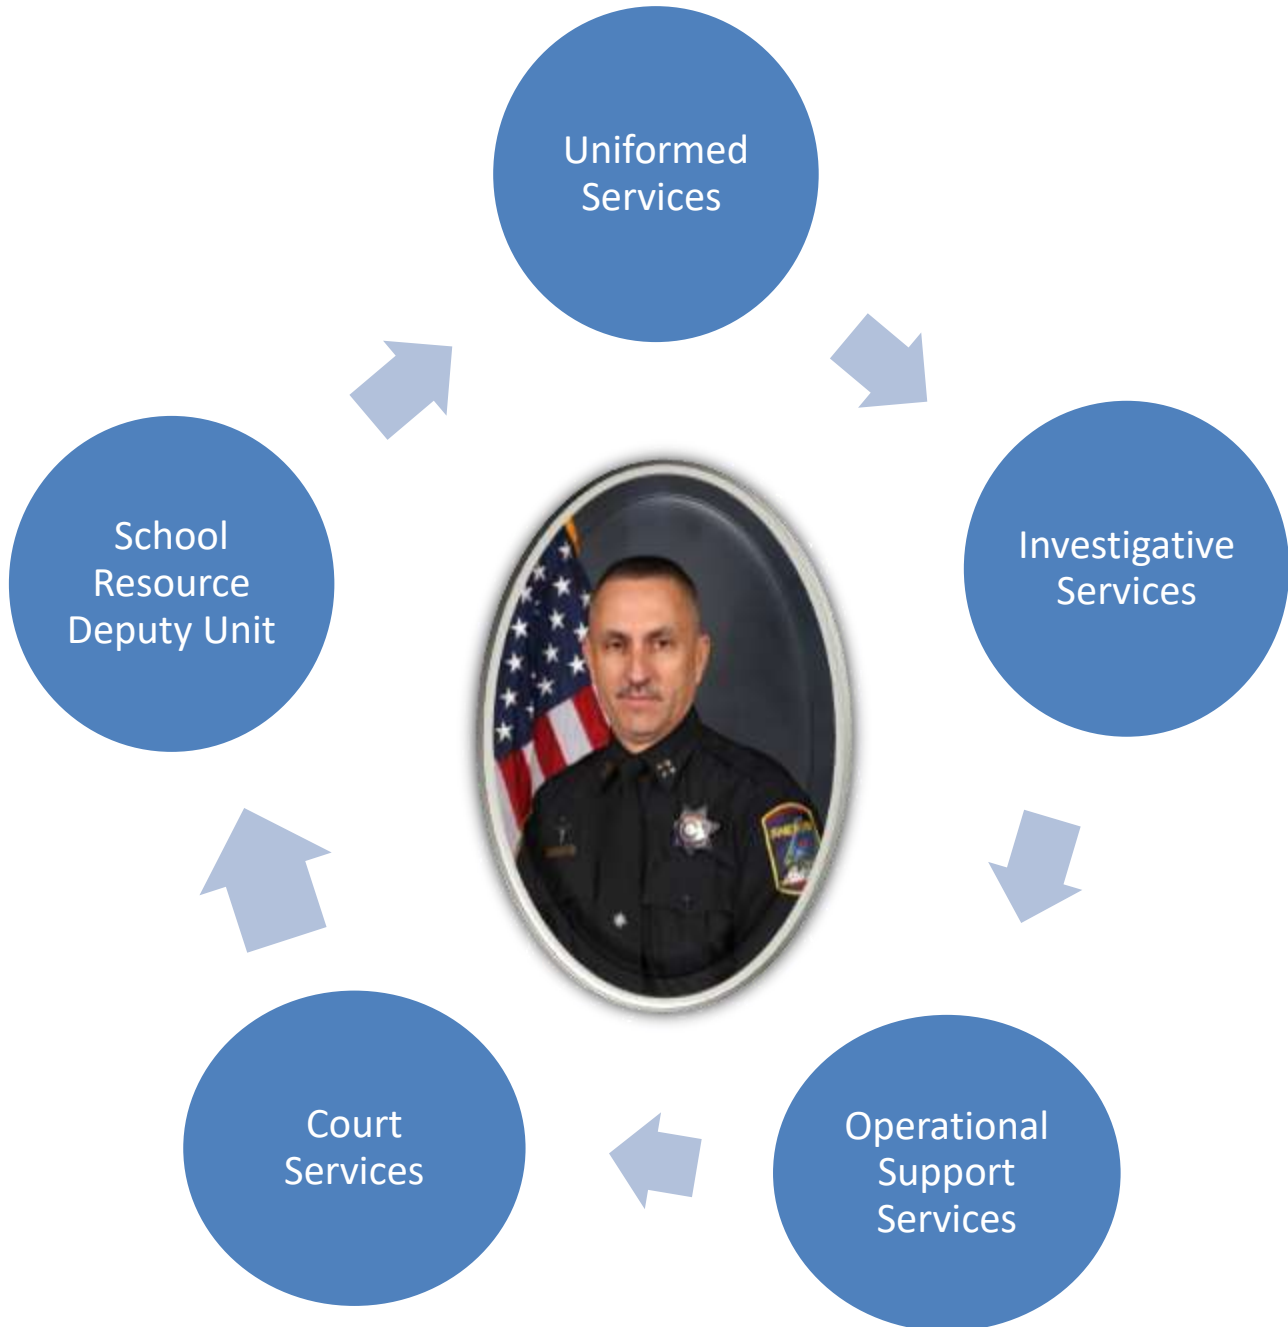 Uniformed
Services
Investigative
Services
Operational
Support
Services
Court
Services
School
Resource
Deputy Unit